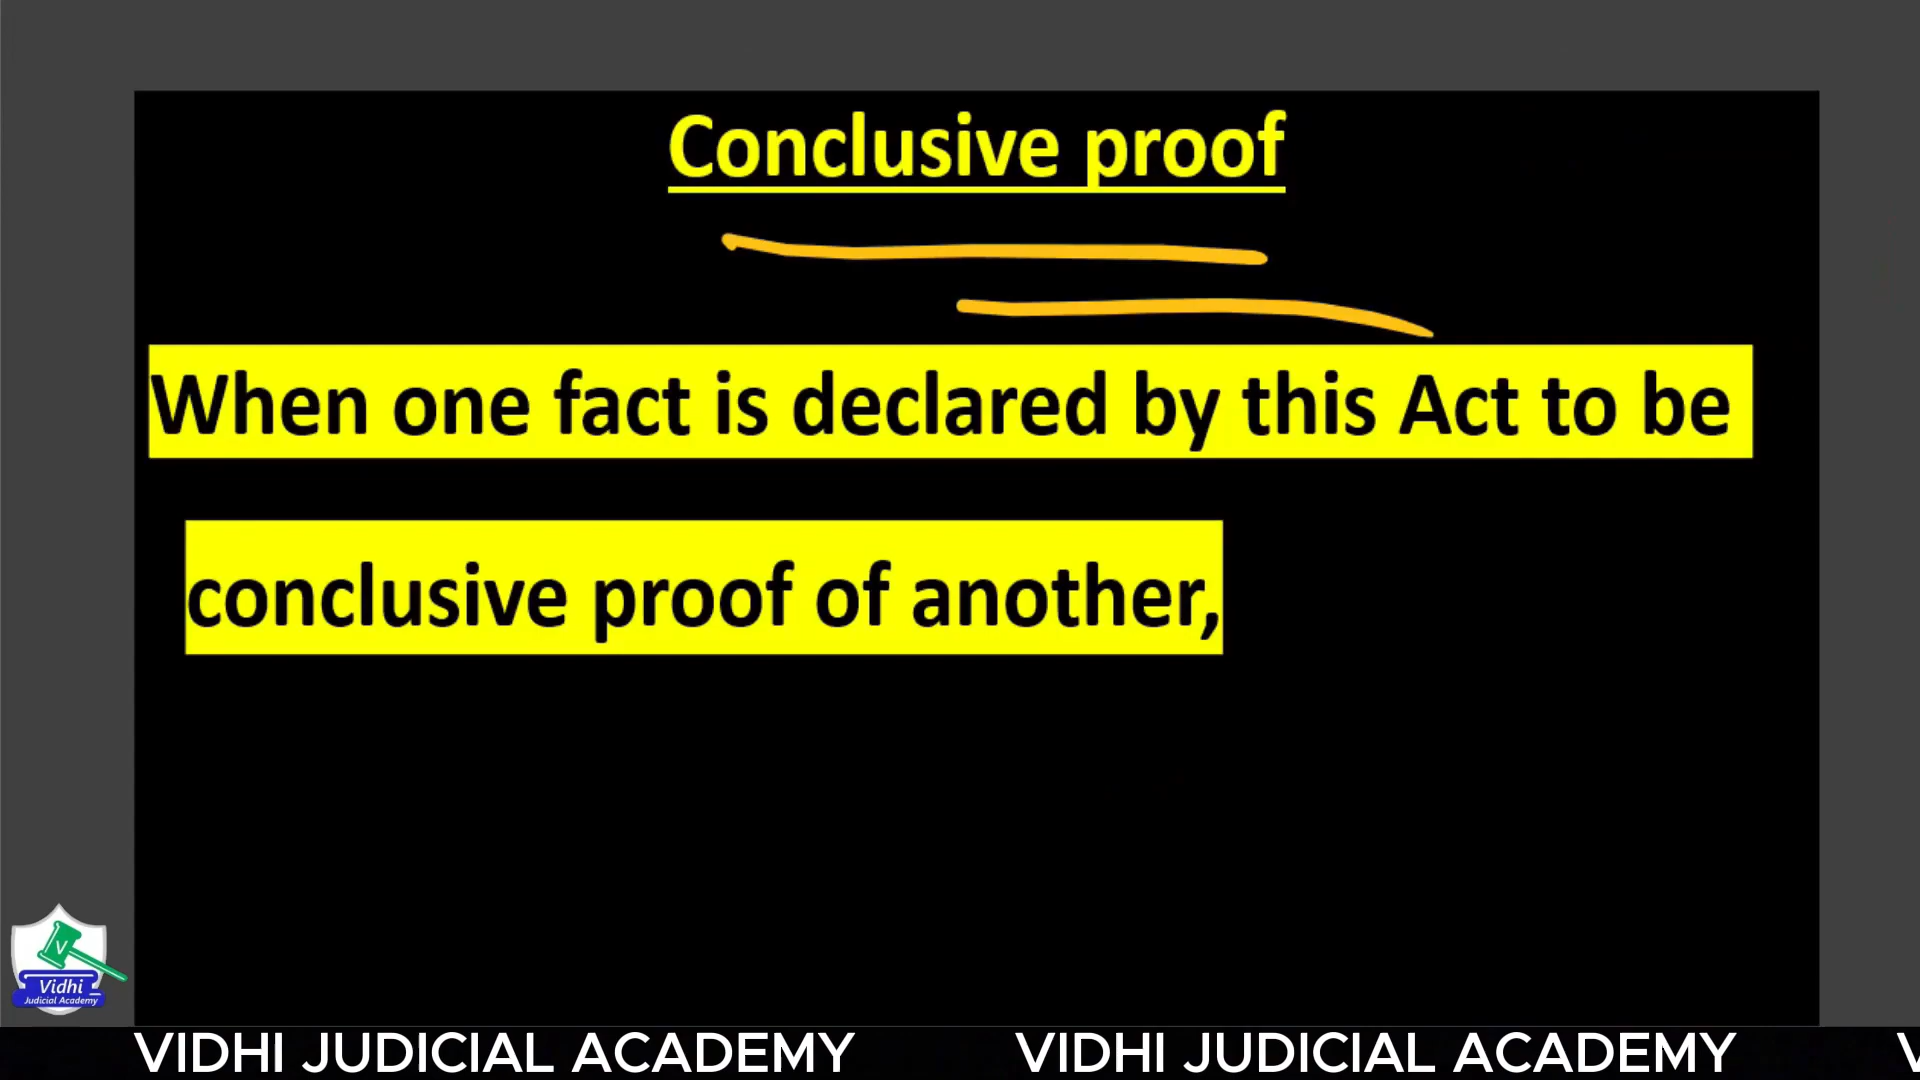 Conclusive proof
When one fact is declared by this Act to be
conclusive proof of another,
V
Vidhi
Judicial Academy
VIDHI JUDICIAL ACADEMY VIDHI JUDICIAL ACADEMY V